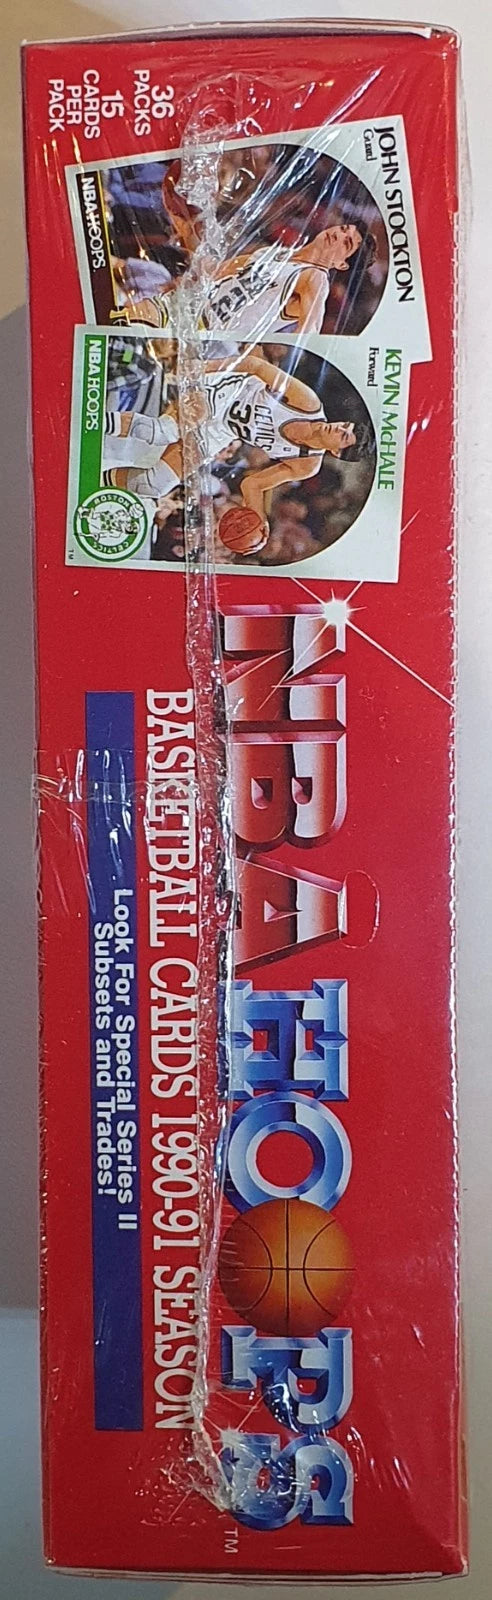 36
PACKS
15
CARDS
PER
PACK
JOHN STOCKTON
Guard
NBA HOOPS.
KEVIN McHALE
Forward
CELTICS
32
NBA HOOPS.
BOSTON
CELTICS
TM
NBA HOOPS TM
BASKETBALL CARDS 1990-91 SEASON
Look For Special Series II
Subsets and Trades!